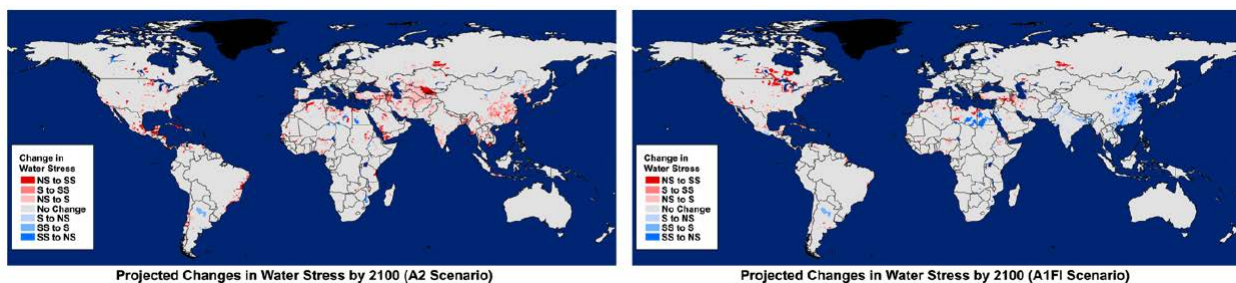 Change in
Water Stress
NS to SS
S to SS
NS to S
No Change
S to NS
SS to S
SS to NS
Projected Changes in Water Stress by 2100 (A2 Scenario)
Change in
Water Stress
NS to SS
S to SS
NS to S
No Change
S to NS
SS to S
SS to NS
Projected Changes in Water Stress by 2100 (A1FI Scenario)